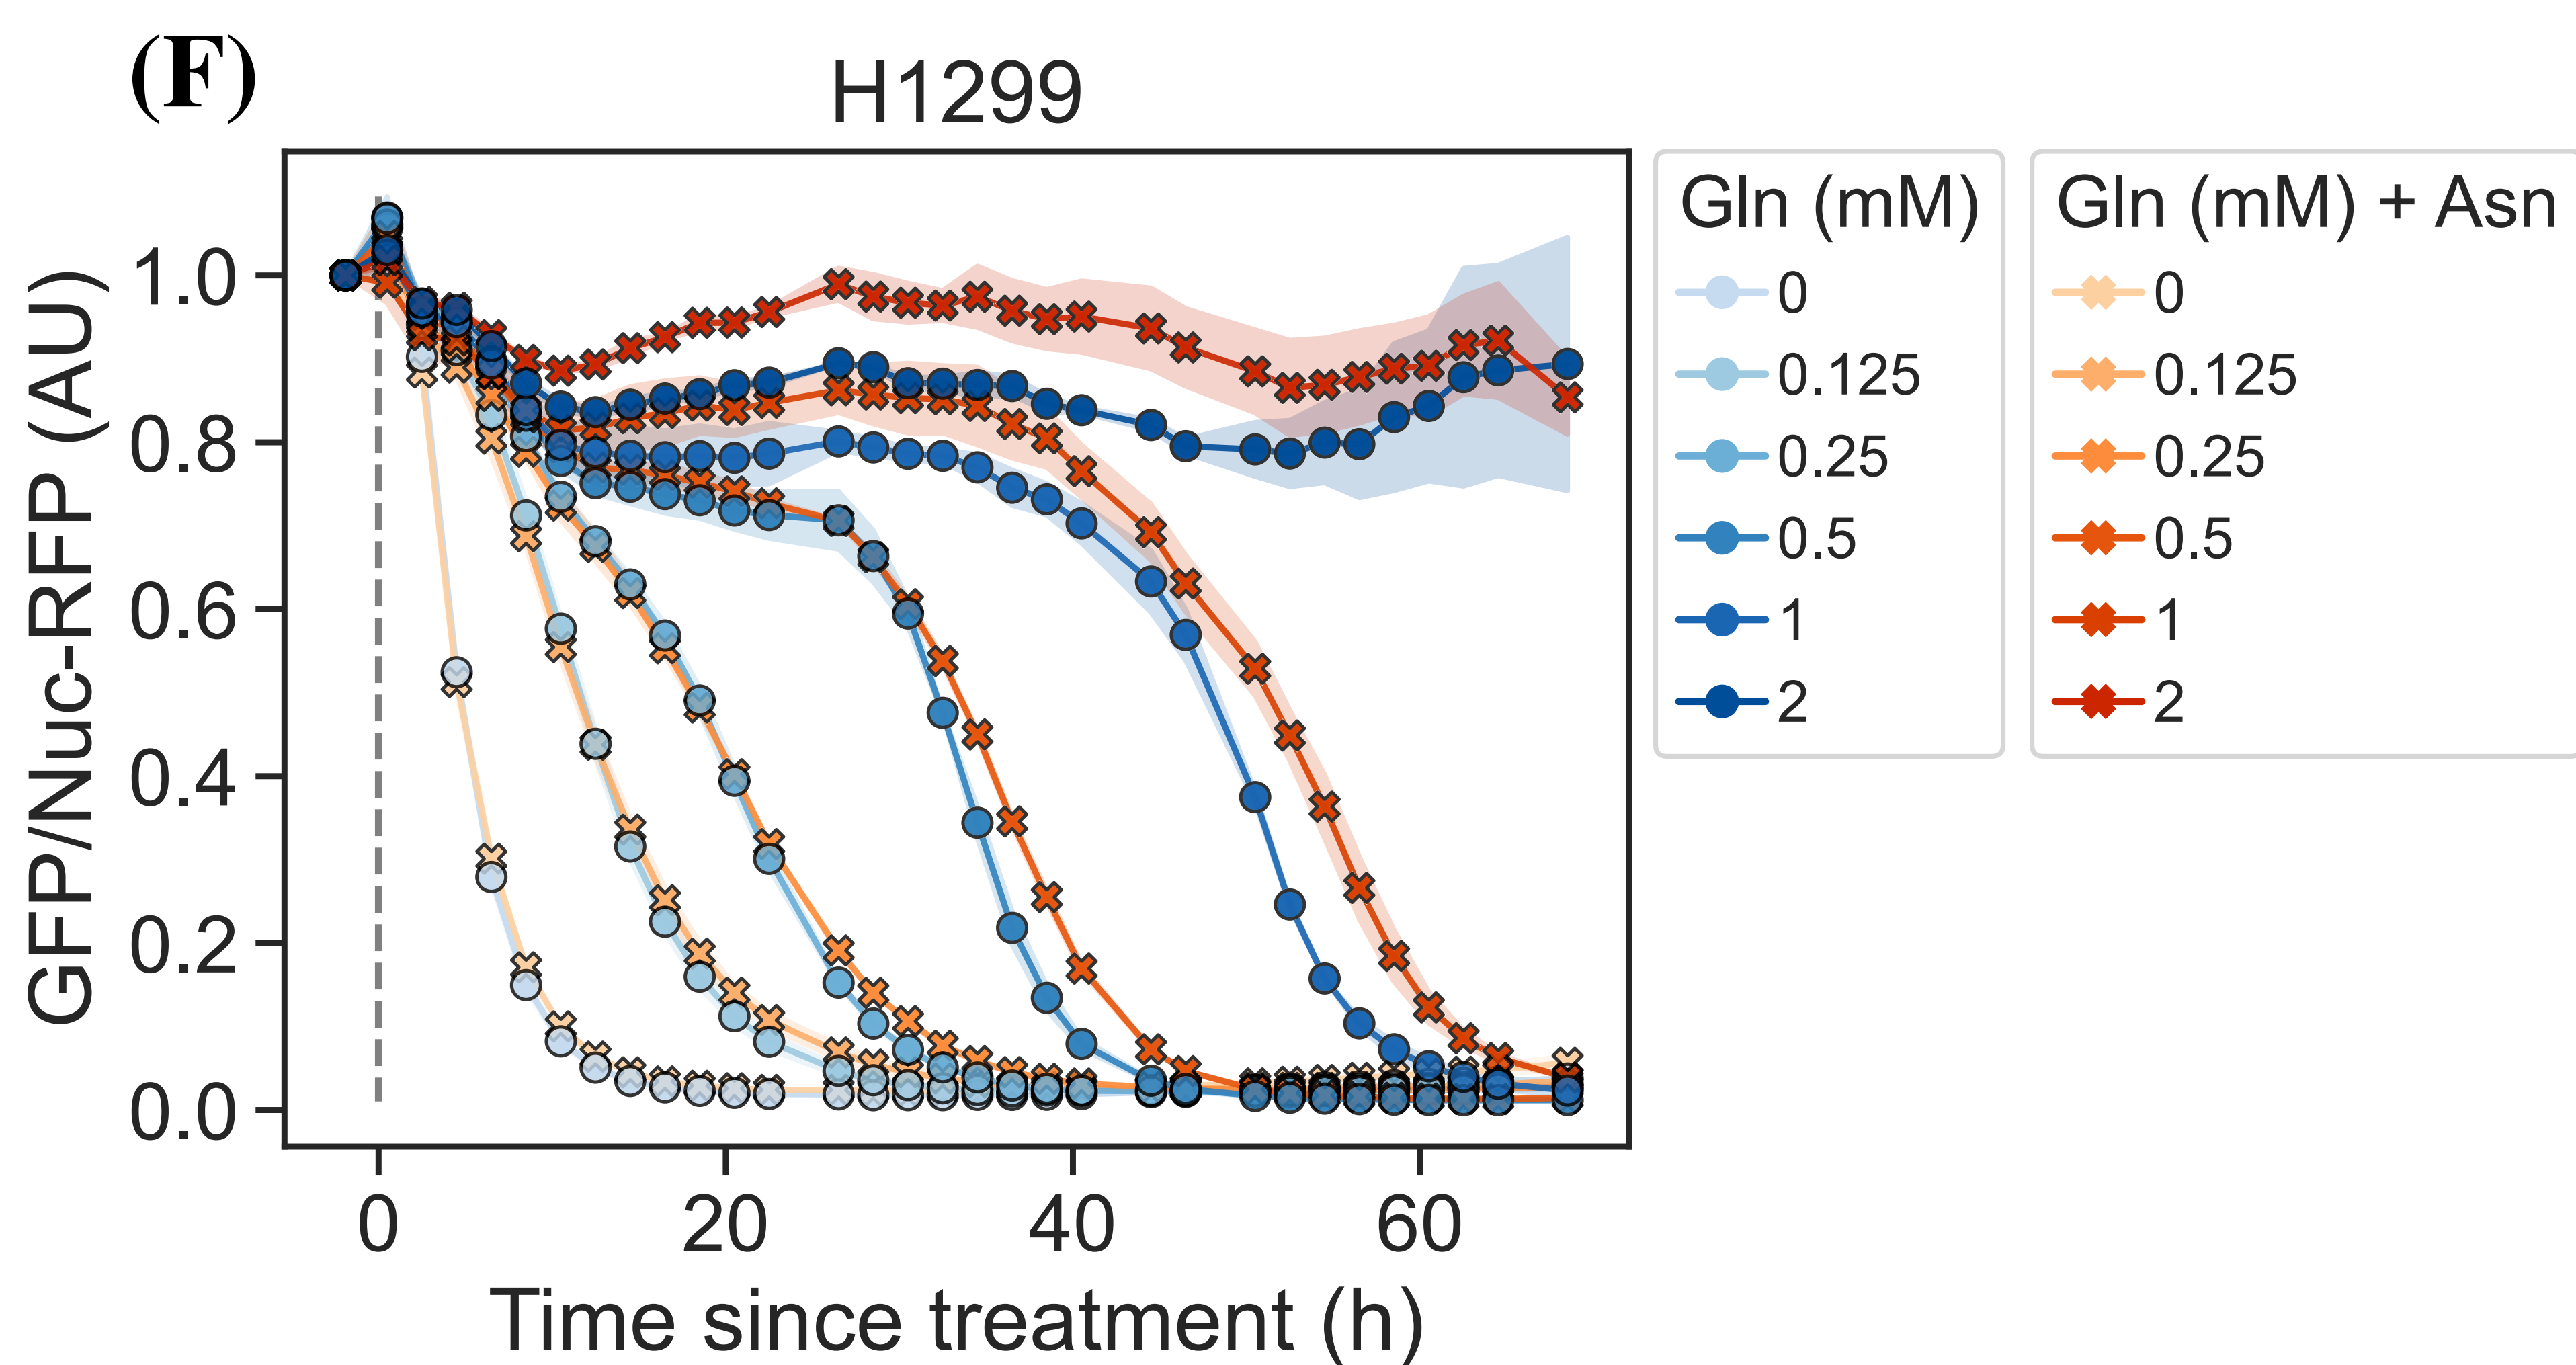 (F)
H1299
GFP/Nuc-RFP (AU)
1.0
0.8
0.6
0.4
0.2
0.0
0 20 40 60
Time since treatment (h)
Gln (mM)
0
0.125
0.25
0.5
1
2
Gln (mM) + Asn
0
0.125
0.25
0.5
1
2